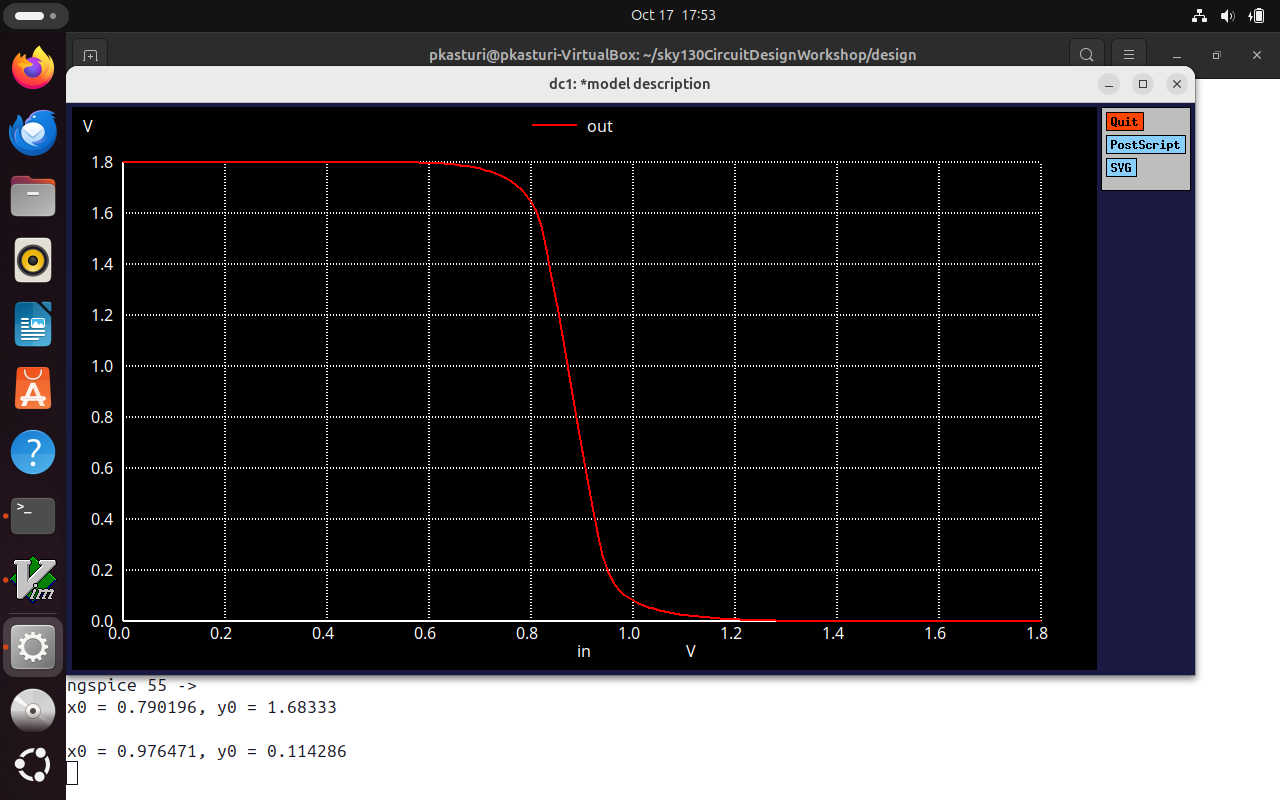 Oct 17 17:53
pkasturi@pkasturi-VirtualBox: ~/sky130CircuitDesignWorkshop/design
dc1: *model description
V
out
Quit
PostScript
SVG
1.8
1.6
1.4
1.2
1.0
0.8
0.6
0.4
0.2
0.0
0.0 0.2 0.4 0.6 0.8 1.0 1.2 1.4 1.6 1.8
in V
ngspice 55 ->
x0 = 0.790196, y0 = 1.68333
x0 = 0.976471, y0 = 0.114286
A
?
>_
Vim